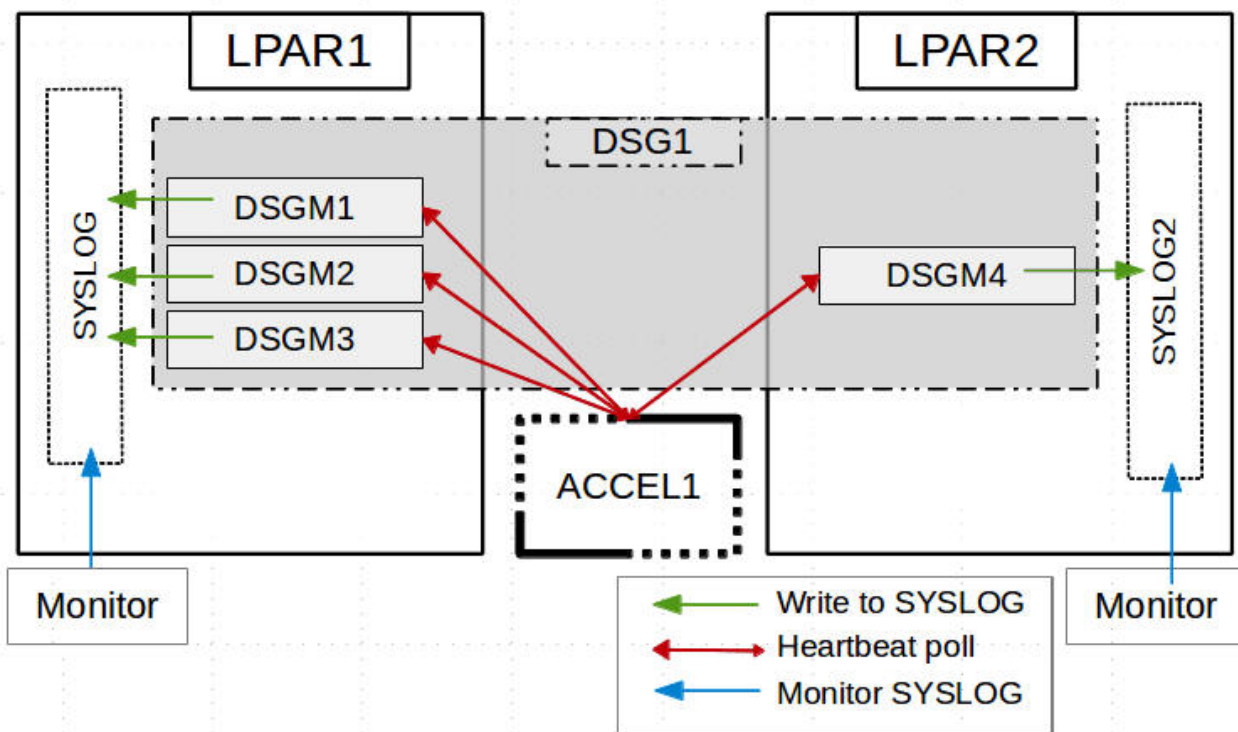 LPAR1
LPAR2
DSG1
SYSLOG
DSGM1
DSGM2
DSGM3
DSGM4
SYSLOG2
ACCEL1
Monitor
Monitor
Write to SYSLOG
Heartbeat poll
Monitor SYSLOG